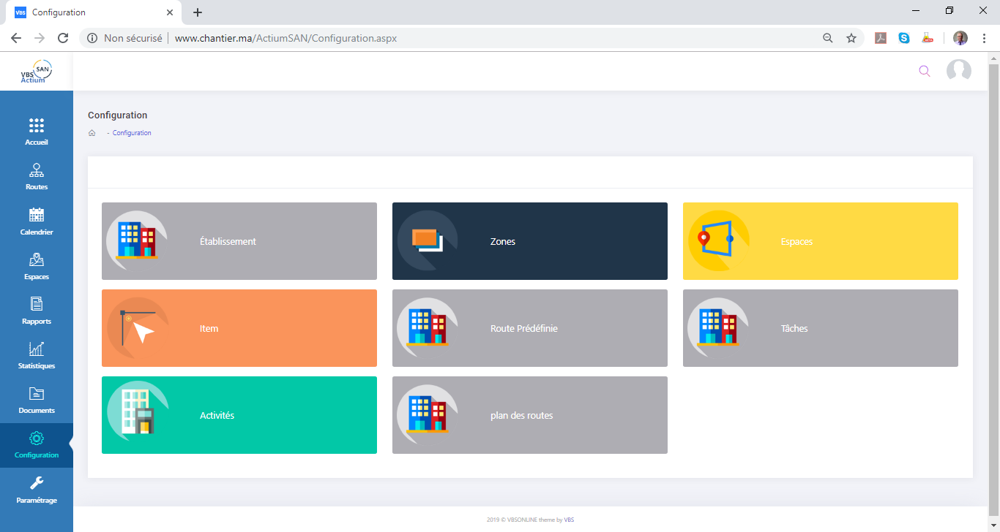 VBS Configuration
Non sécurisé www.chantier.ma/ActiumSAN/Configuration.aspx
VBS SAN
Actium
Accueil
Routes
Calendrier
Espaces
Rapports
Statistiques
Documents
Configuration
Paramétrage
Configuration
- Configuration
Établissement
Zones
Espaces
Item
Route Prédéfinie
Tâches
Activités
plan des routes
2019 © VBSONLINE theme by VBS